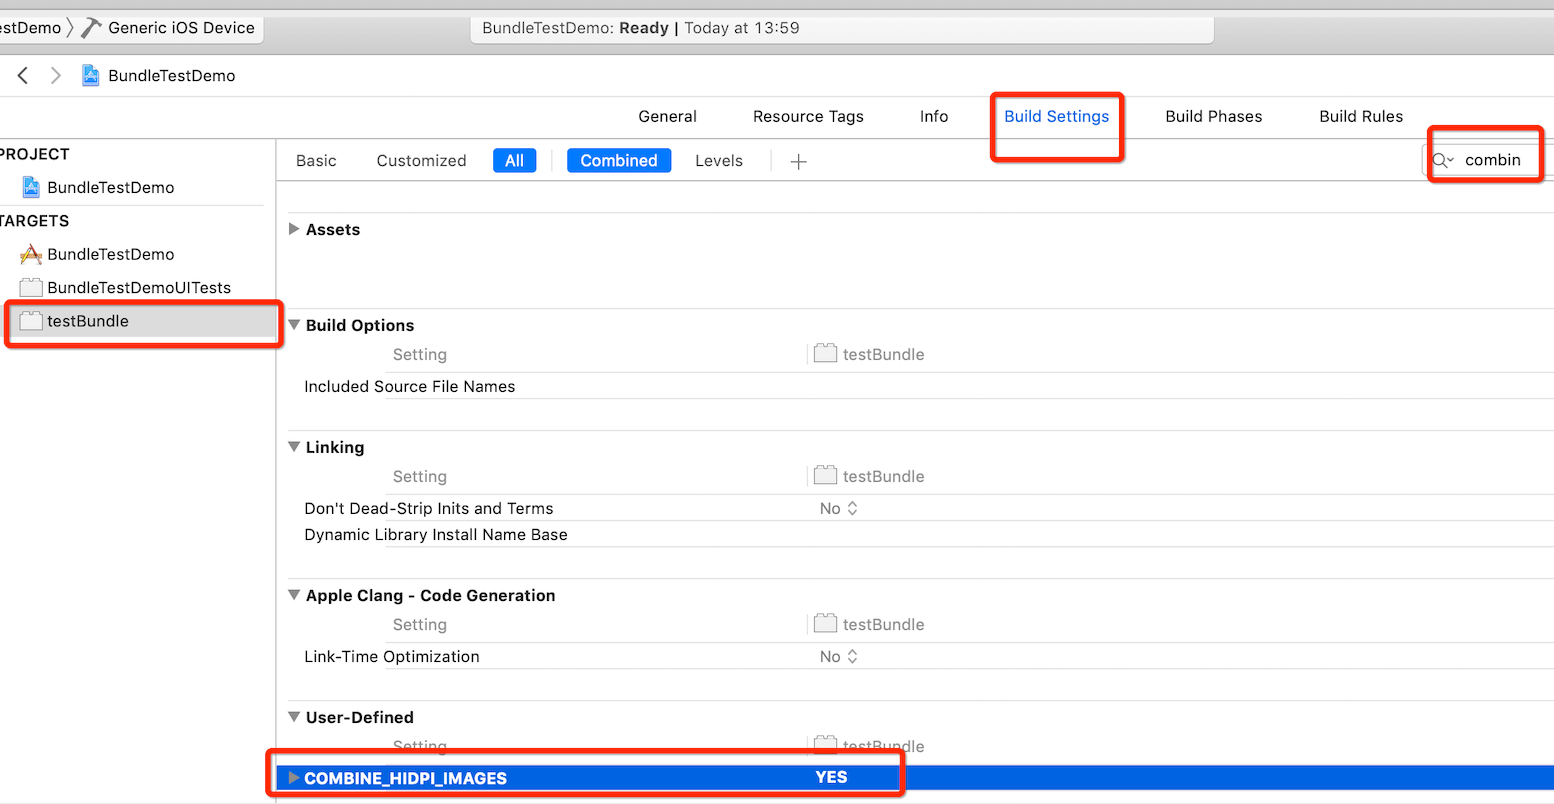 estDemo Generic iOS Device BundleTestDemo: Ready | Today at 13:59
BundleTestDemo
General Resource Tags Info Build Settings Build Phases Build Rules
PROJECT
BundleTestDemo
TARGETS
BundleTestDemo
BundleTestDemoUITests
testBundle
Basic Customized All Combined Levels + combin
Assets
Build Options
Setting testBundle
Included Source File Names
Linking
Setting testBundle
Don't Dead-Strip Inits and Terms No
Dynamic Library Install Name Base
Apple Clang - Code Generation
Setting testBundle
Link-Time Optimization No
User-Defined
Setting testBundle
COMBINE_HIDPI_IMAGES YES